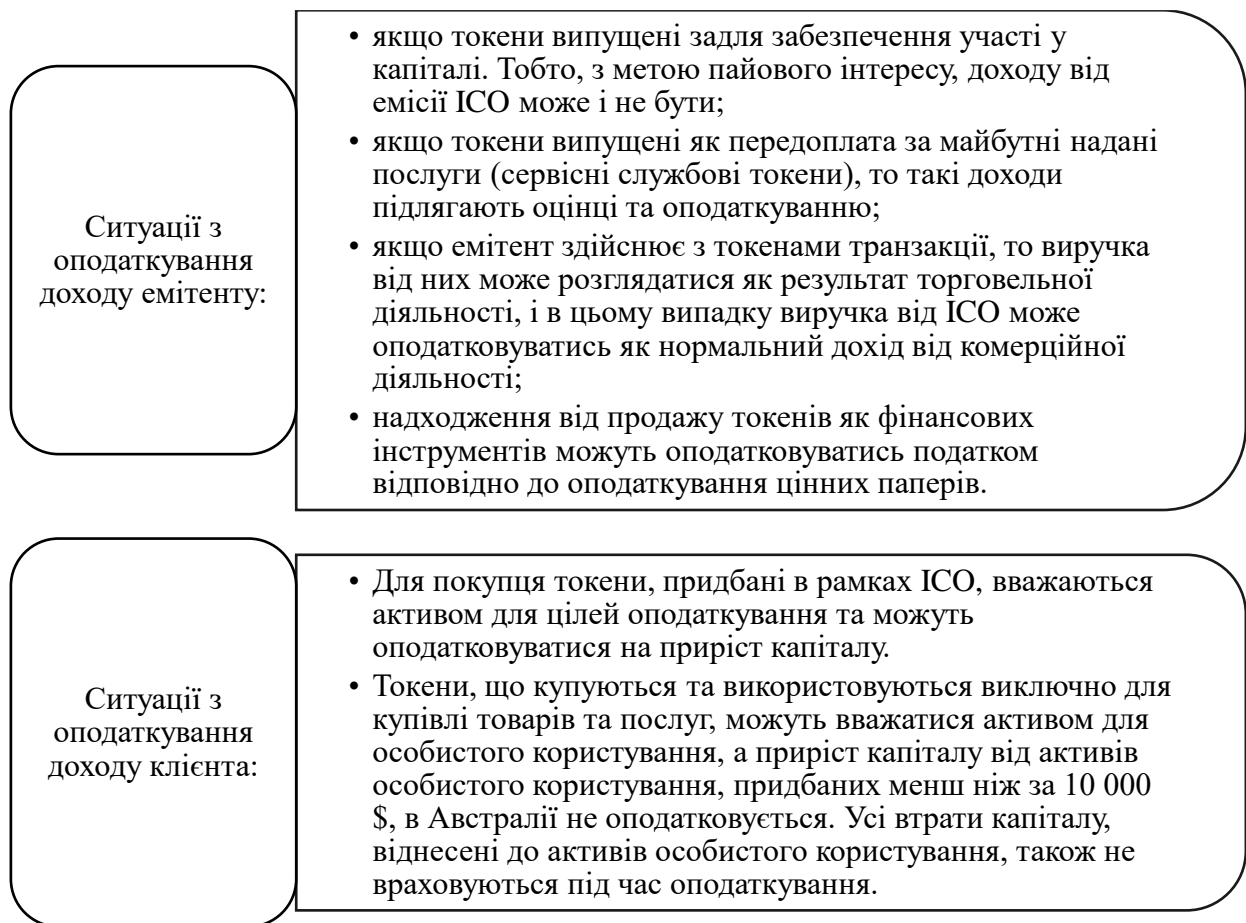 Ситуації з
оподаткування
доходу емітенту:
• якщо токени випущені задля забезпечення участі у
капіталі. Тобто, з метою пайового інтересу, доходу від
емісії ICO може і не бути;
• якщо токени випущені як передоплата за майбутні надані
послуги (сервісні службові токени), то такі доходи
підлягають оцінці та оподаткуванню;
• якщо емітент здійснює з токенами транзакції, то виручка
від них може розглядатися як результат торговельної
діяльності, і в цьому випадку виручка від ICO може
оподатковуватись як нормальний дохід від комерційної
діяльності;
• надходження від продажу токенів як фінансових
інструментів можуть оподатковуватись податком
відповідно до оподаткування цінних паперів.
Ситуації з
оподаткування
доходу клієнта:
• Для покупця токени, придбані в рамках ICO, вважаються
активом для цілей оподаткування та можуть
оподатковуватися на приріст капіталу.
• Токени, що купуються та використовуються виключно для
купівлі товарів та послуг, можуть вважатися активом для
особистого користування, а приріст капіталу від активів
особистого користування, придбаних менш ніж за 10 000
$, в Австралії не оподатковується. Усі втрати капіталу,
віднесені до активів особистого користування, також не
враховуються під час оподаткування.